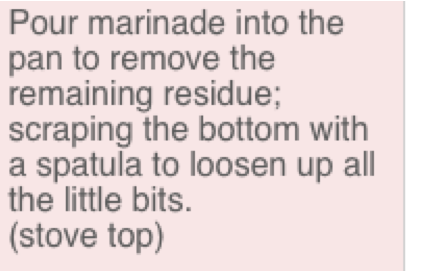 Pour marinade into the
pan to remove the
remaining residue;
scraping the bottom with
a spatula to loosen up all
the little bits.
(stove top)